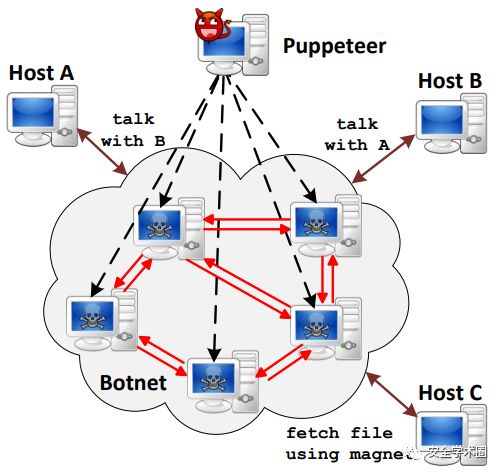 Puppeteer
Host A
Host B
talk
with B
talk
with A
Botnet
Host C
fetch file
using magnet
安全学术圈